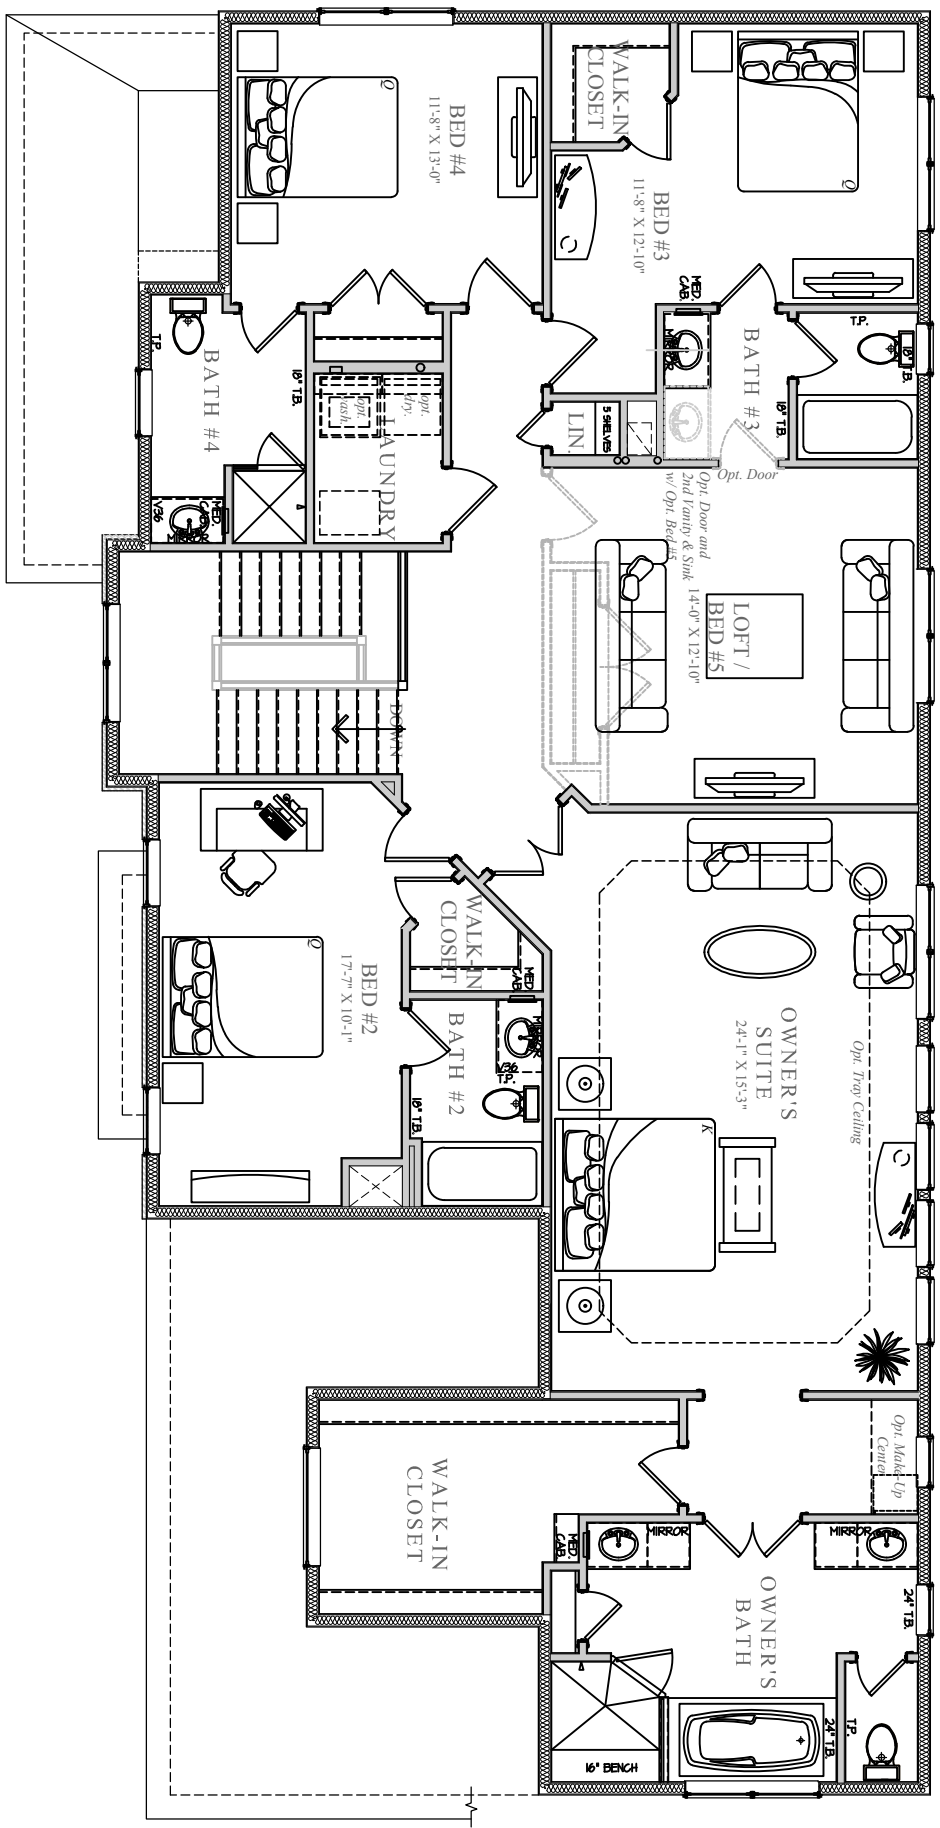 WALK-IN
CLOSET
BED #4
11'-8" X 13'-0"
Q
BED #3
11'-8" X 12'-10"
Q
MED.
CAB.
MIRROR
BATH #3
T.P.
18" T.B.
18" T.B.
T.P.
BATH #4
18" T.B.
opt.
wash.
opt.
dry.
LAUNDRY
LIN.
5 SHELVES
Opt. Door
Opt. Door and
2nd Vanity & Sink
w/ Opt. Bed #5
V36
MED.
CAB.
MIRROR
LOFT /
BED #5
14'-0" X 12'-10"
DOWN
WALK-IN
CLOSET
BED #2
17'-7" X 10'-1"
Q
MED.
CAB.
MIRROR
BATH #2
V36
T.P.
18" T.B.
OWNER'S
SUITE
24'-1" X 15'-3"
Opt. Tray Ceiling
K
Opt. Make-Up
Center
WALK-IN
CLOSET
MED.
CAB.
MIRROR
MIRROR
OWNER'S
BATH
24" T.B.
T.P.
24" T.B.
16" BENCH